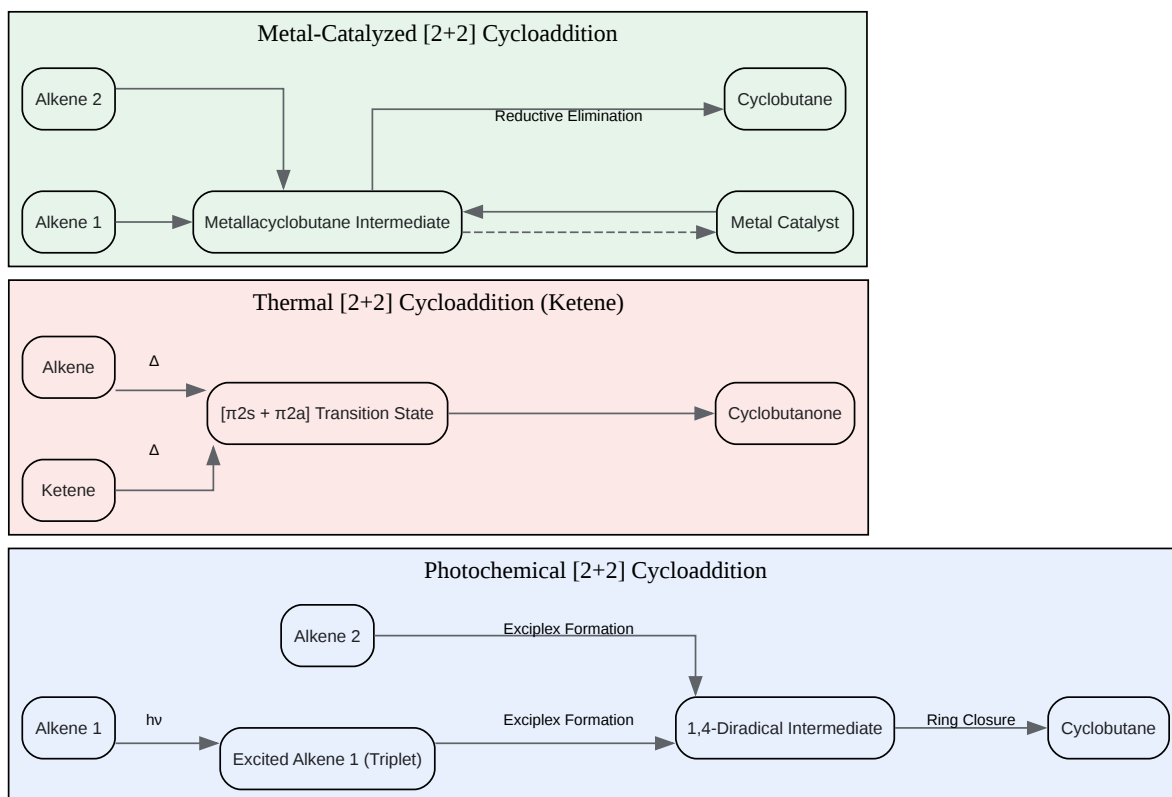 Metal-Catalyzed [2+2] Cycloaddition
Alkene 2
Cyclobutane
Reductive Elimination
Alkene 1
Metallacyclobutane Intermediate
Metal Catalyst
Thermal [2+2] Cycloaddition (Ketene)
Alkene
Δ
[π2s + π2a] Transition State
Cyclobutanone
Δ
Ketene
Photochemical [2+2] Cycloaddition
Alkene 2
Exciplex Formation
Alkene 1
hν
Excited Alkene 1 (Triplet)
Exciplex Formation
1,4-Diradical Intermediate
Ring Closure
Cyclobutane